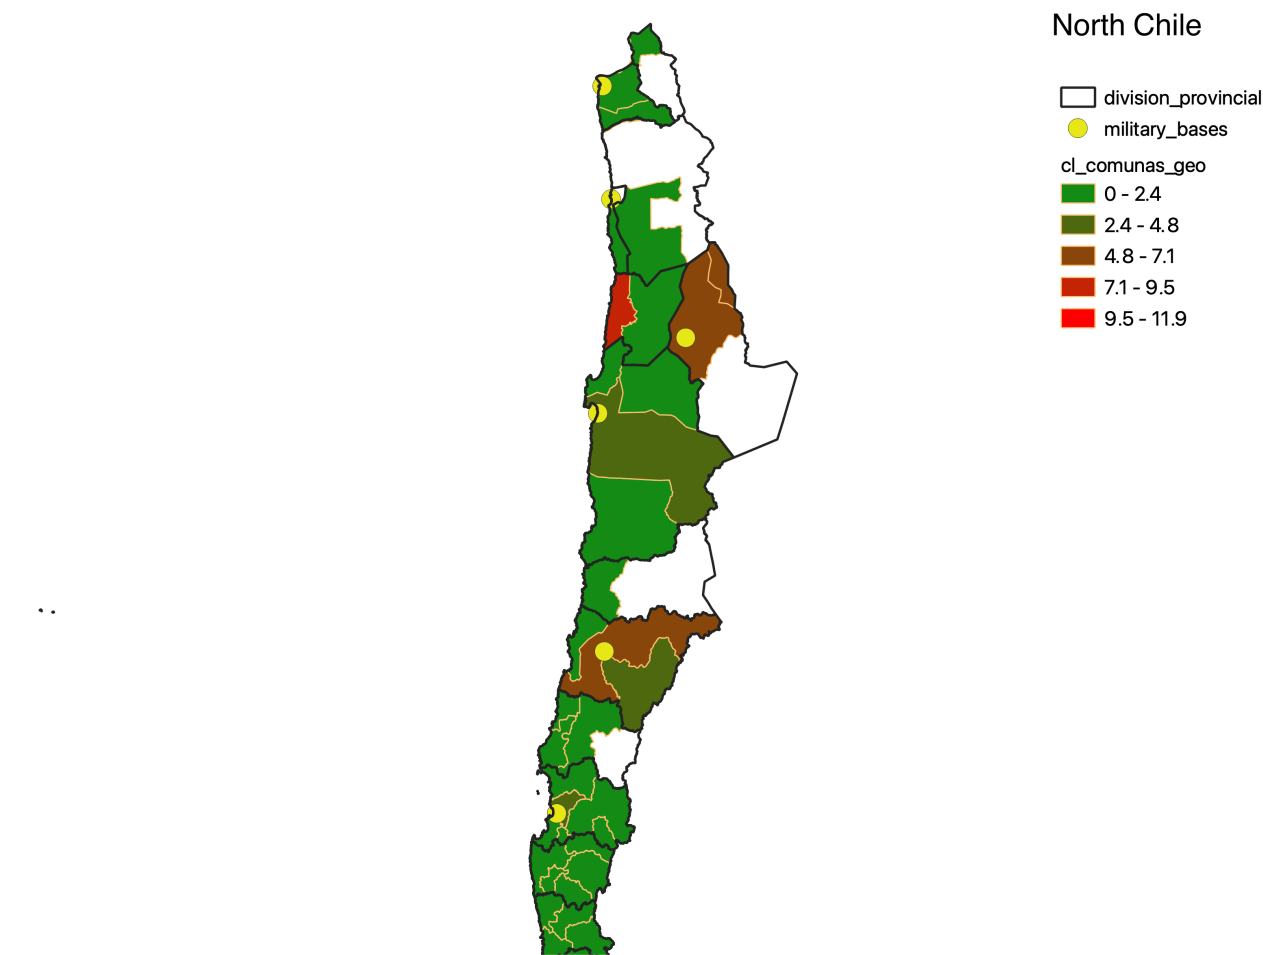 North Chile
division_provincial
military_bases
cl_comunas_geo
0 - 2.4
2.4 - 4.8
4.8 - 7.1
7.1 - 9.5
9.5 - 11.9